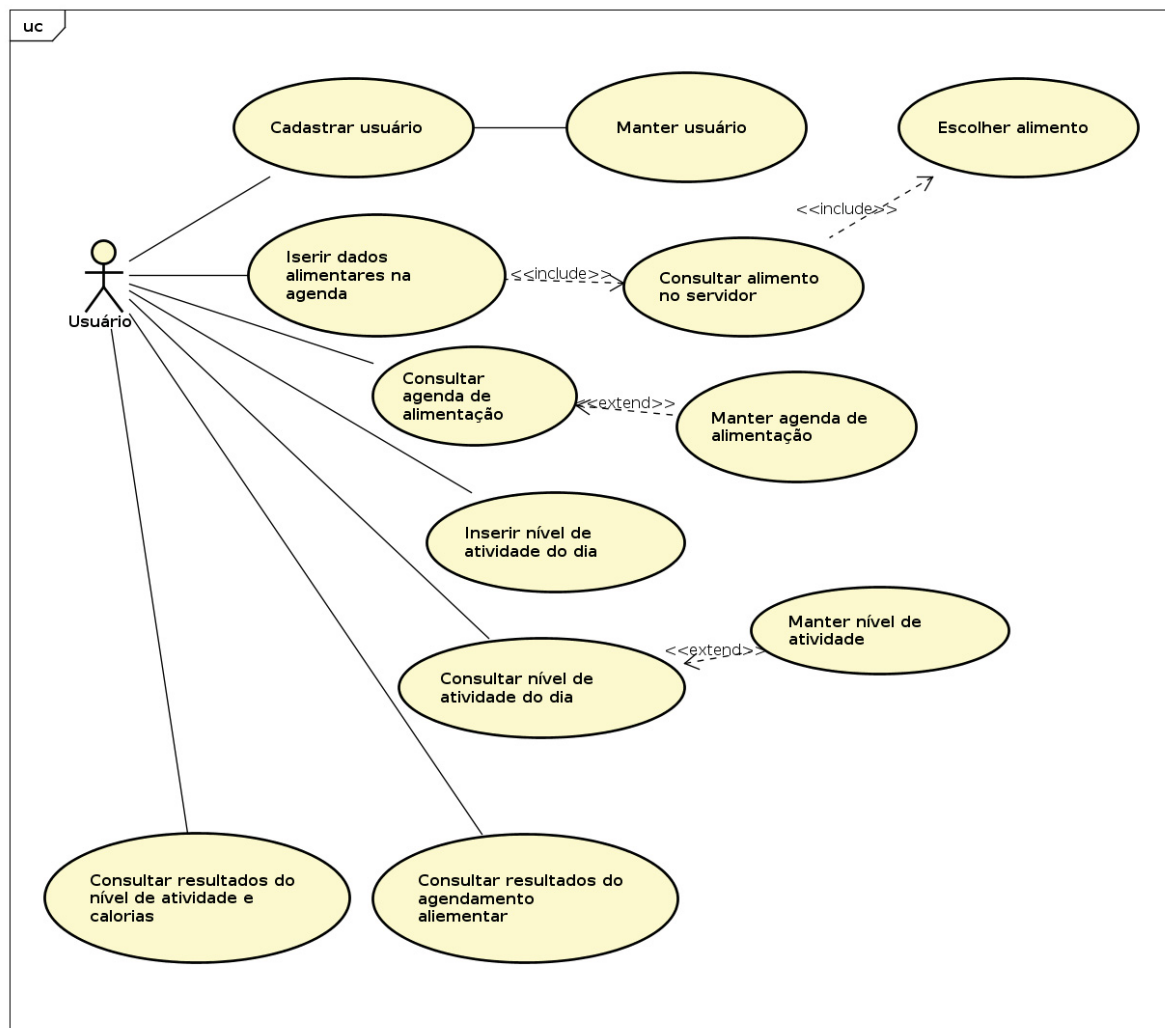 uc
Cadastrar usuário
Manter usuário
Escolher alimento
<<include>>
Iserir dados
alimentares na
agenda
<<include>>
Consultar alimento
no servidor
Usuário
Consultar
agenda de
alimentação
<<extend>>
Manter agenda de
alimentação
Inserir nível de
atividade do dia
Manter nível de
atividade
<<extend>>
Consultar nível de
atividade do dia
Consultar resultados do
nível de atividade e
calorias
Consultar resultados do
agendamento
aliementar